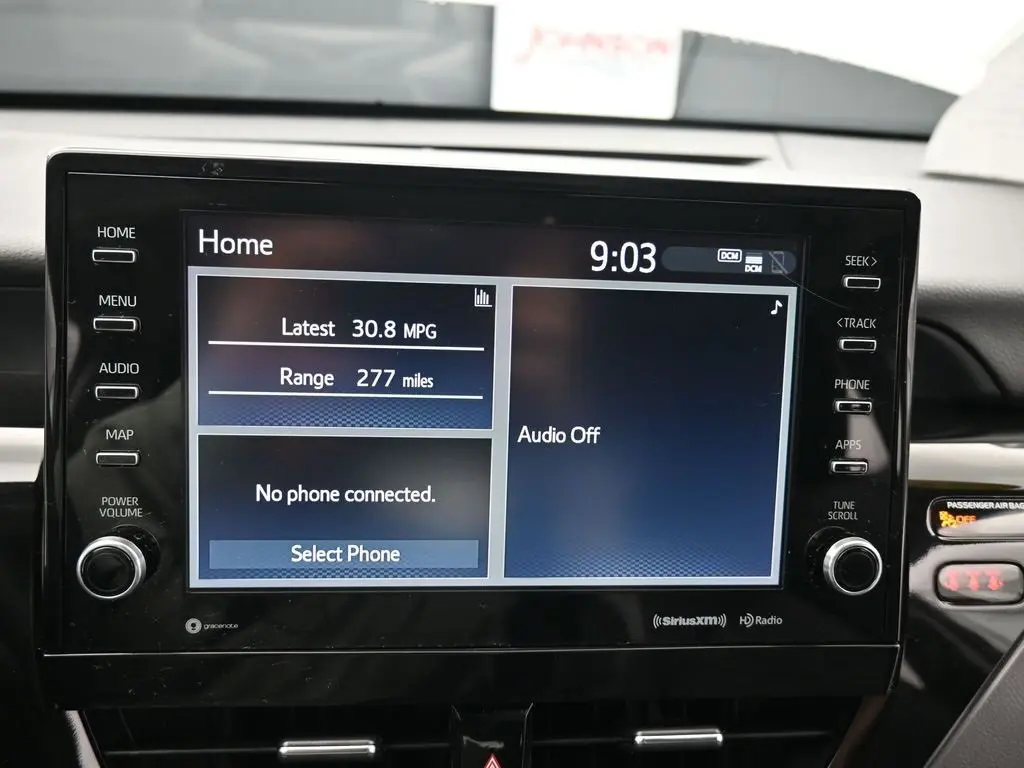 JOHNSON
HOME
MENU
AUDIO
MAP
POWER
VOLUME
Home
9:03
DCM
DCM
Latest 30.8 MPG
Range 277 miles
No phone connected.
Select Phone
Audio Off
SEEK>
<TRACK
PHONE
APPS
TUNE
SCROLL
PASSENGER AIR BAG
OFF
gracenote
((SiriusXM))
HD Radio